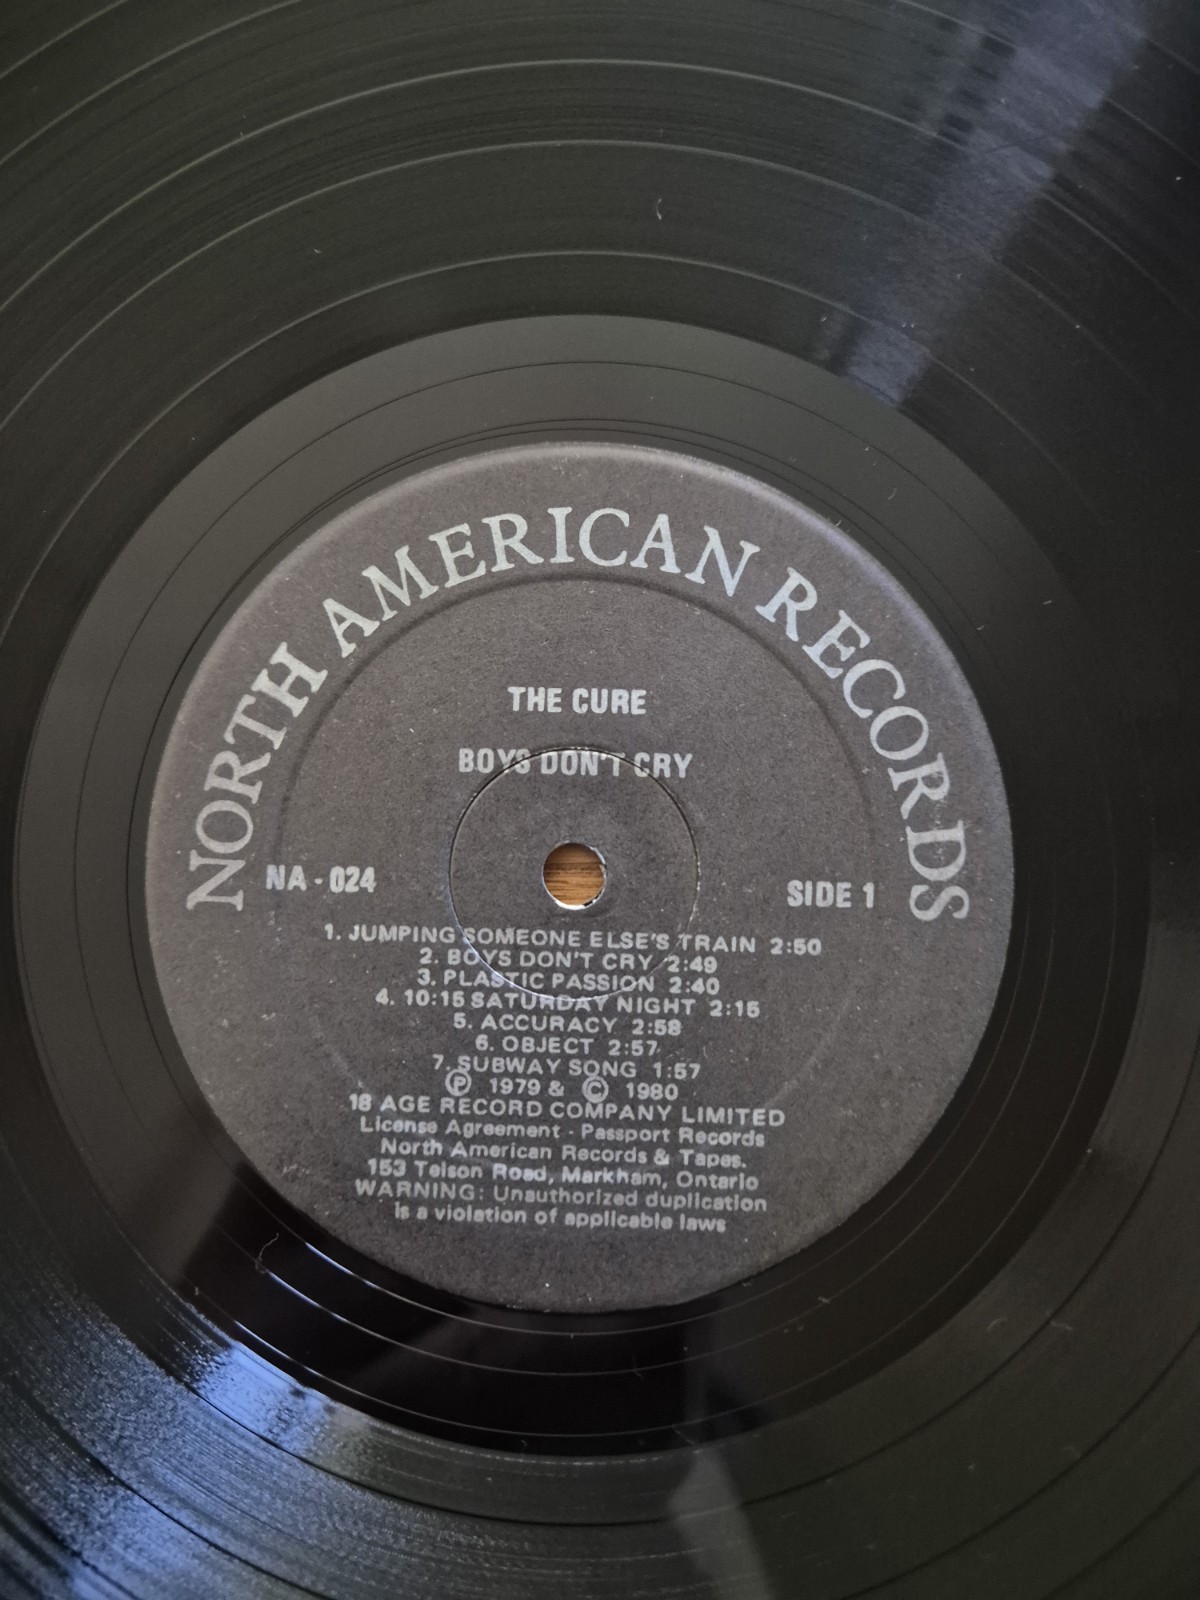 NORTH AMERICAN RECORDS
THE CURE
BOYS DON'T CRY
NA - 024
SIDE 1
1. JUMPING SOMEONE ELSE'S TRAIN 2:50
2. BOYS DON'T CRY 2:49
3. PLASTIC PASSION 2:40
4. 10:15 SATURDAY NIGHT 2:15
5. ACCURACY 2:58
6. OBJECT 2:57
7. SUBWAY SONG 1:57
Ⓟ 1979 & © 1980
18 AGE RECORD COMPANY LIMITED
License Agreement - Passport Records
North American Records & Tapes.
153 Telson Road, Markham, Ontario
WARNING: Unauthorized duplication
is a violation of applicable laws